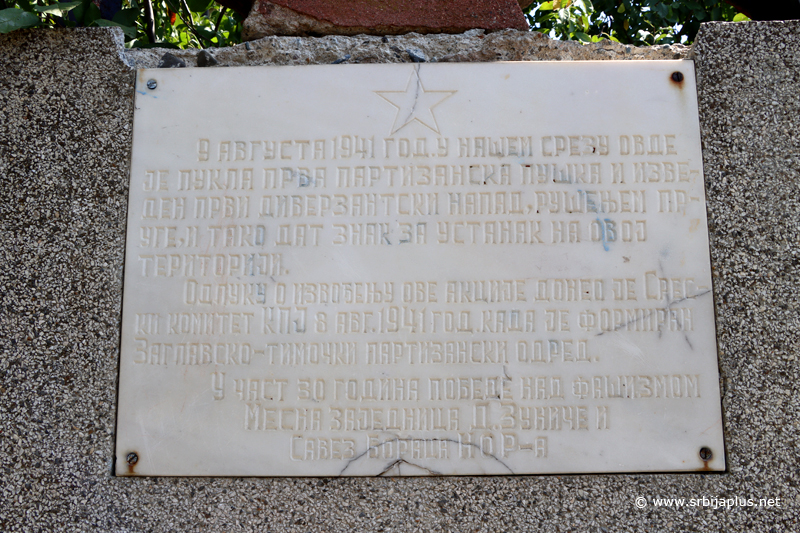 9 АВГУСТА 1941 ГОД. У НАШЕМ СРЕЗУ ОВДЕ
ЈЕ ПУКЛА ПРВА ПАРТИЗАНСКА ПУШКА И ИЗВЕ-
ДЕН ПРВИ ДИВЕРЗАНТСКИ НАПАД, РУШЕЊЕМ ПР-
УГЕ, И ТАКО ДАТ ЗНАК ЗА УСТАНАК НА ОВОЈ
ТЕРИТОРИЈИ.
ОДЛУКУ О ИЗВОЂЕЊУ ОВЕ АКЦИЈЕ ДОНЕО ЈЕ
КИ КОМИТЕТ КПЈ 8 АВГ. 1941 ГОД. КАДА ЈЕ ФОРМИРАН
ЗАГЛАВСКО-ТИМОЧКИ ПАРТИЗАНСКИ ОДРЕД.
У ЧАСТ 30 ГОДИНА ПОБЕДЕ НАД ФАШИЗМОМ
МЕСНА ЗАЈЕДНИЦА Д. ЗУНИЧЕ И
САВЕЗ БОРАЦА НОР-А
© www.srbijaplus.net